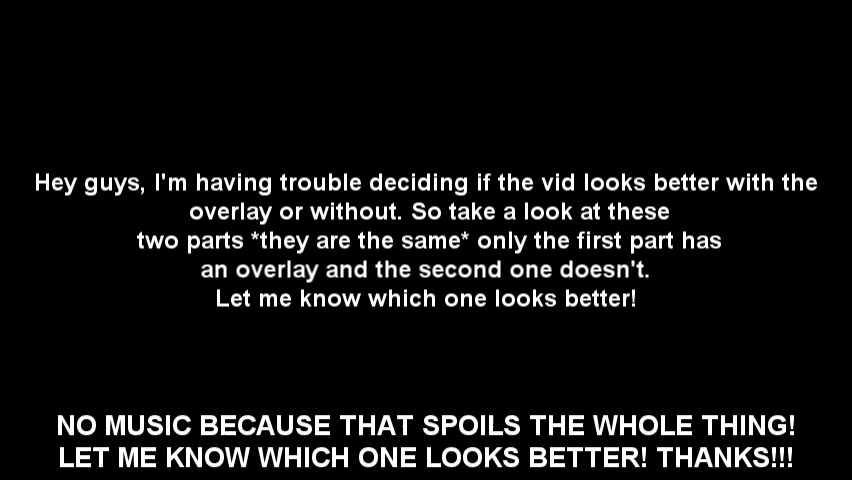 Hey guys, I'm having trouble deciding if the vid looks better with the
overlay or without. So take a look at these
two parts *they are the same* only the first part has
an overlay and the second one doesn't.
Let me know which one looks better!
NO MUSIC BECAUSE THAT SPOILS THE WHOLE THING!
LET ME KNOW WHICH ONE LOOKS BETTER! THANKS!!!